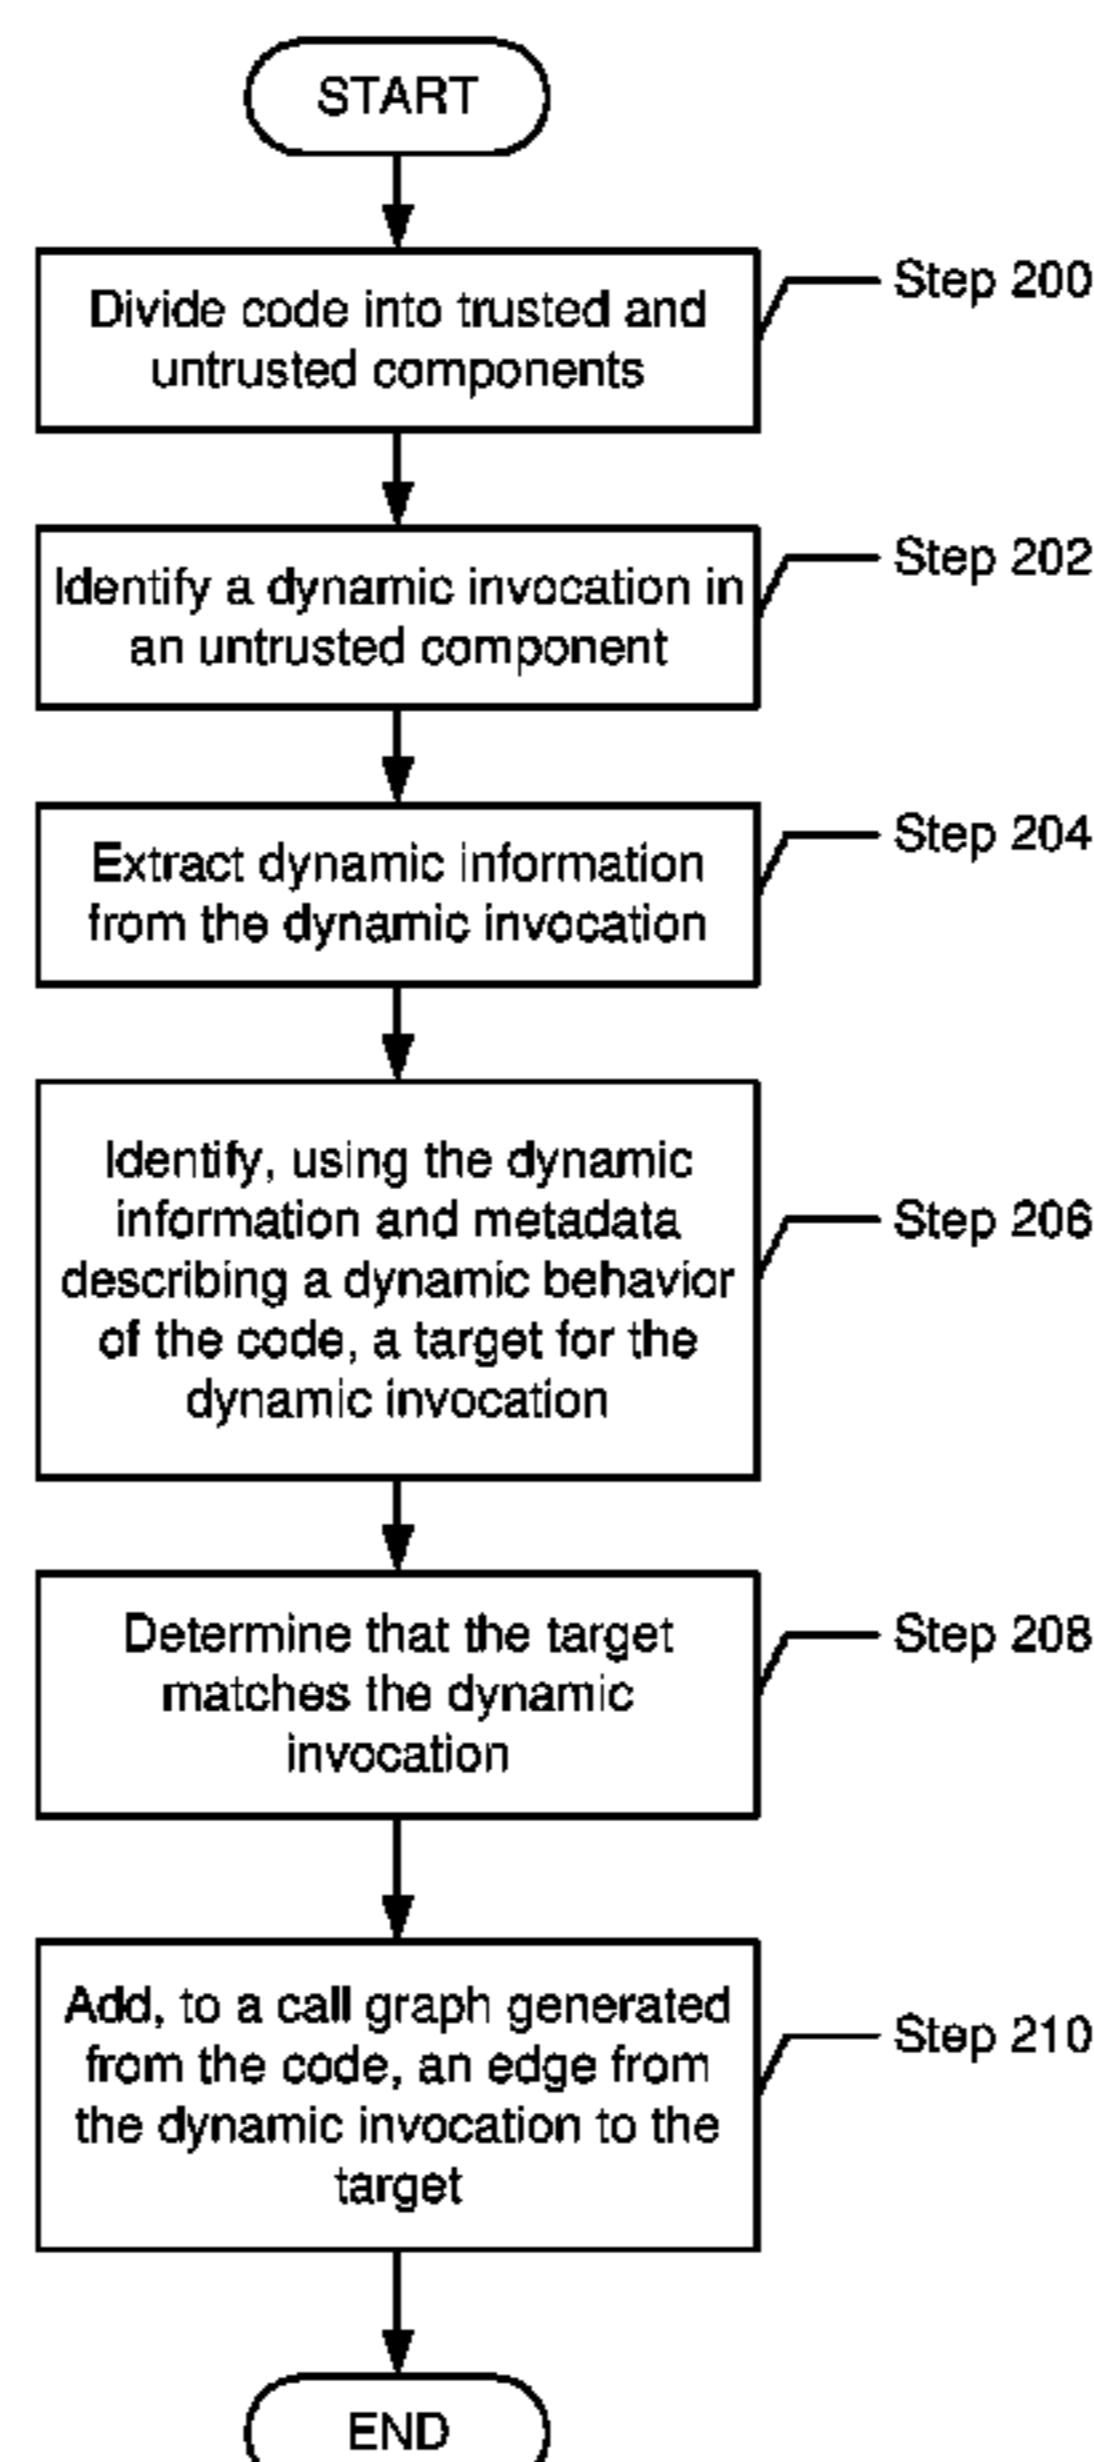 START
Divide code into trusted and
untrusted components
Step 200
Identify a dynamic invocation in
an untrusted component
Step 202
Extract dynamic information
from the dynamic invocation
Step 204
Identify, using the dynamic
information and metadata
describing a dynamic behavior
of the code, a target for the
dynamic invocation
Step 206
Determine that the target
matches the dynamic
invocation
Step 208
Add, to a call graph generated
from the code, an edge from
the dynamic invocation to the
target
Step 210
END